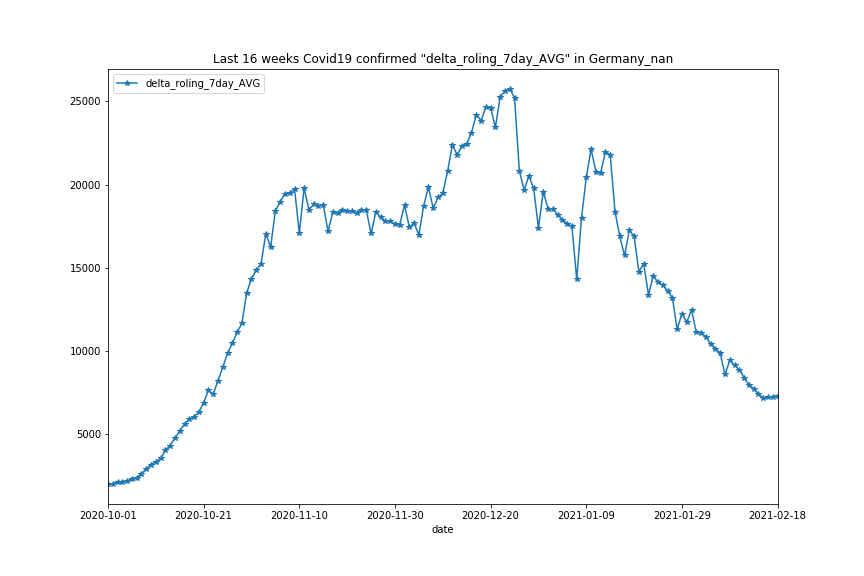 Last 16 weeks Covid19 confirmed "delta_roling_7day_AVG" in Germany_nan
delta_roling_7day_AVG
25000
20000
15000
10000
5000
2020-10-01 2020-10-21 2020-11-10 2020-11-30 2020-12-20 2021-01-09 2021-01-29 2021-02-18
date